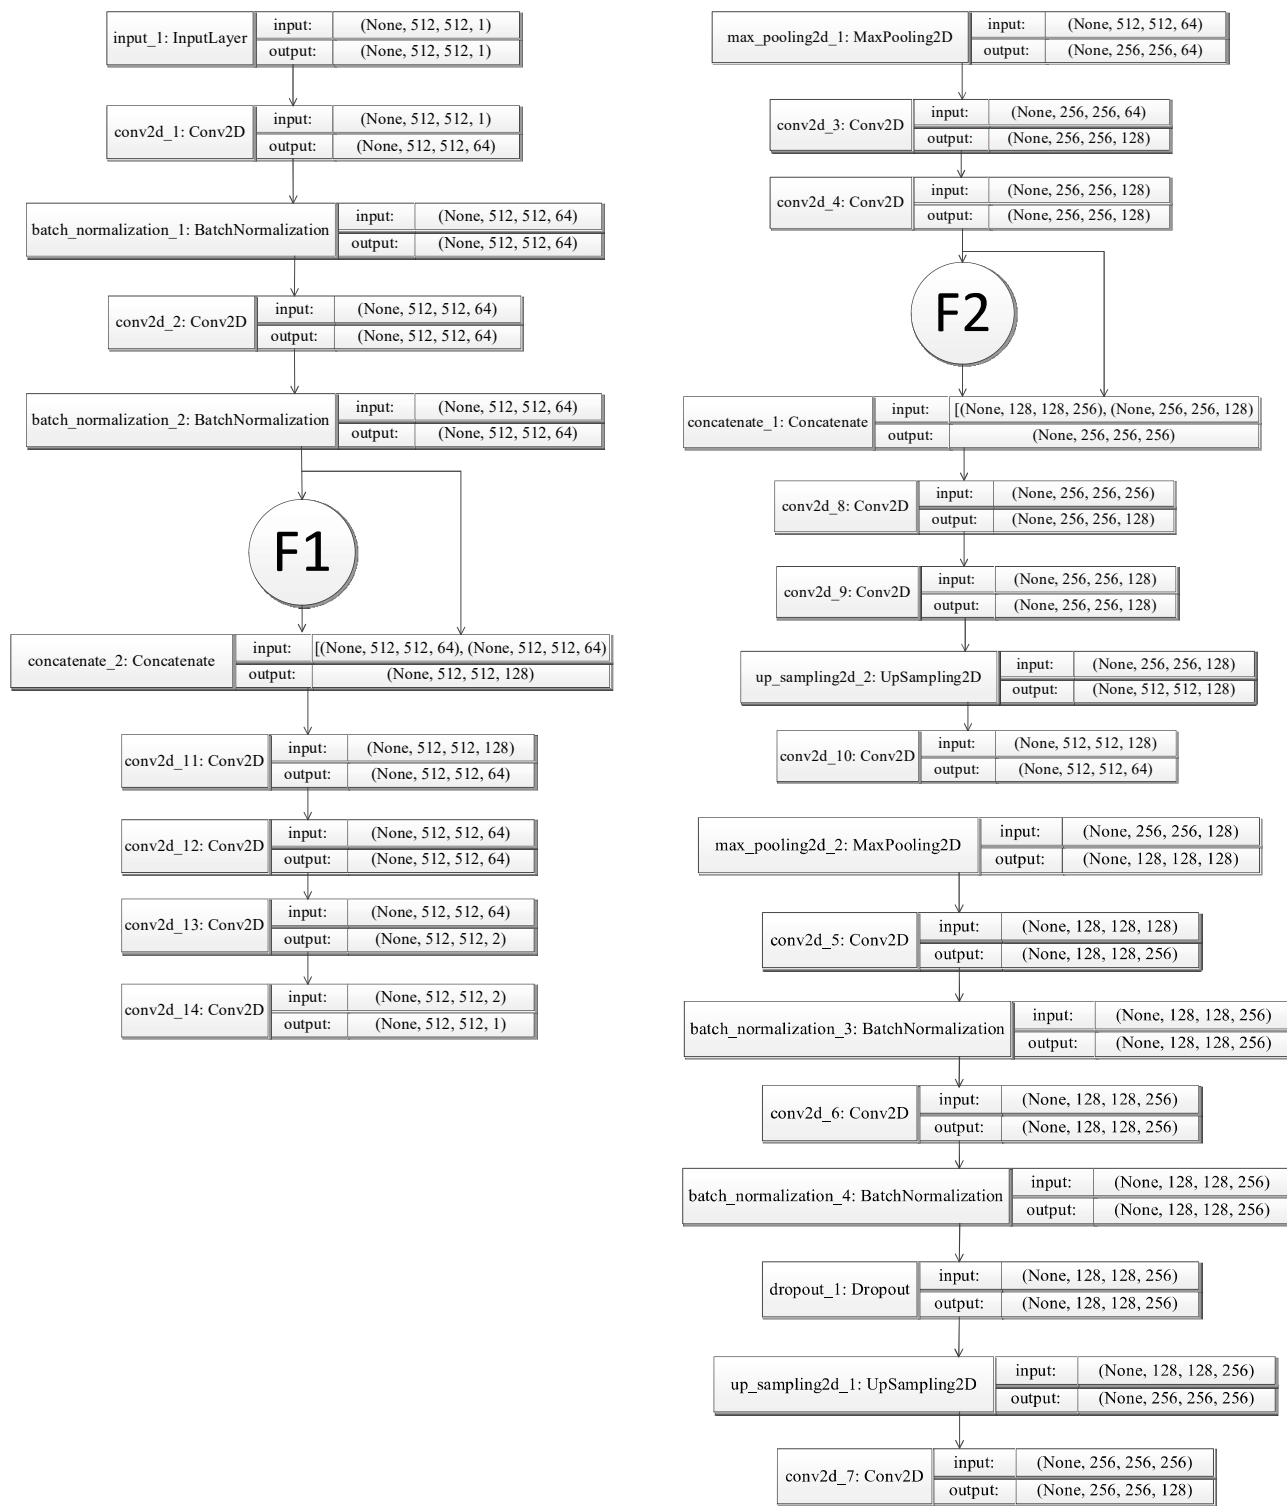 input_1: InputLayer
input: (None, 512, 512, 1)
output: (None, 512, 512, 1)
conv2d_1: Conv2D
input: (None, 512, 512, 1)
output: (None, 512, 512, 64)
batch_normalization_1: BatchNormalization
input: (None, 512, 512, 64)
output: (None, 512, 512, 64)
conv2d_2: Conv2D
input: (None, 512, 512, 64)
output: (None, 512, 512, 64)
batch_normalization_2: BatchNormalization
input: (None, 512, 512, 64)
output: (None, 512, 512, 64)
F1
concatenate_2: Concatenate
input: [(None, 512, 512, 64), (None, 512, 512, 64)
output: (None, 512, 512, 128)
conv2d_11: Conv2D
input: (None, 512, 512, 128)
output: (None, 512, 512, 64)
conv2d_12: Conv2D
input: (None, 512, 512, 64)
output: (None, 512, 512, 64)
conv2d_13: Conv2D
input: (None, 512, 512, 64)
output: (None, 512, 512, 2)
conv2d_14: Conv2D
input: (None, 512, 512, 2)
output: (None, 512, 512, 1)
max_pooling2d_1: MaxPooling2D
input: (None, 512, 512, 64)
output: (None, 256, 256, 64)
conv2d_3: Conv2D
input: (None, 256, 256, 64)
output: (None, 256, 256, 128)
conv2d_4: Conv2D
input: (None, 256, 256, 128)
output: (None, 256, 256, 128)
F2
concatenate_1: Concatenate
input: [(None, 128, 128, 256), (None, 256, 256, 128)
output: (None, 256, 256, 256)
conv2d_8: Conv2D
input: (None, 256, 256, 256)
output: (None, 256, 256, 128)
conv2d_9: Conv2D
input: (None, 256, 256, 128)
output: (None, 256, 256, 128)
up_sampling2d_2: UpSampling2D
input: (None, 256, 256, 128)
output: (None, 512, 512, 128)
conv2d_10: Conv2D
input: (None, 512, 512, 128)
output: (None, 512, 512, 64)
max_pooling2d_2: MaxPooling2D
input: (None, 256, 256, 128)
output: (None, 128, 128, 128)
conv2d_5: Conv2D
input: (None, 128, 128, 128)
output: (None, 128, 128, 256)
batch_normalization_3: BatchNormalization
input: (None, 128, 128, 256)
output: (None, 128, 128, 256)
conv2d_6: Conv2D
input: (None, 128, 128, 256)
output: (None, 128, 128, 256)
batch_normalization_4: BatchNormalization
input: (None, 128, 128, 256)
output: (None, 128, 128, 256)
dropout_1: Dropout
input: (None, 128, 128, 256)
output: (None, 128, 128, 256)
up_sampling2d_1: UpSampling2D
input: (None, 128, 128, 256)
output: (None, 256, 256, 256)
conv2d_7: Conv2D
input: (None, 256, 256, 256)
output: (None, 256, 256, 128)